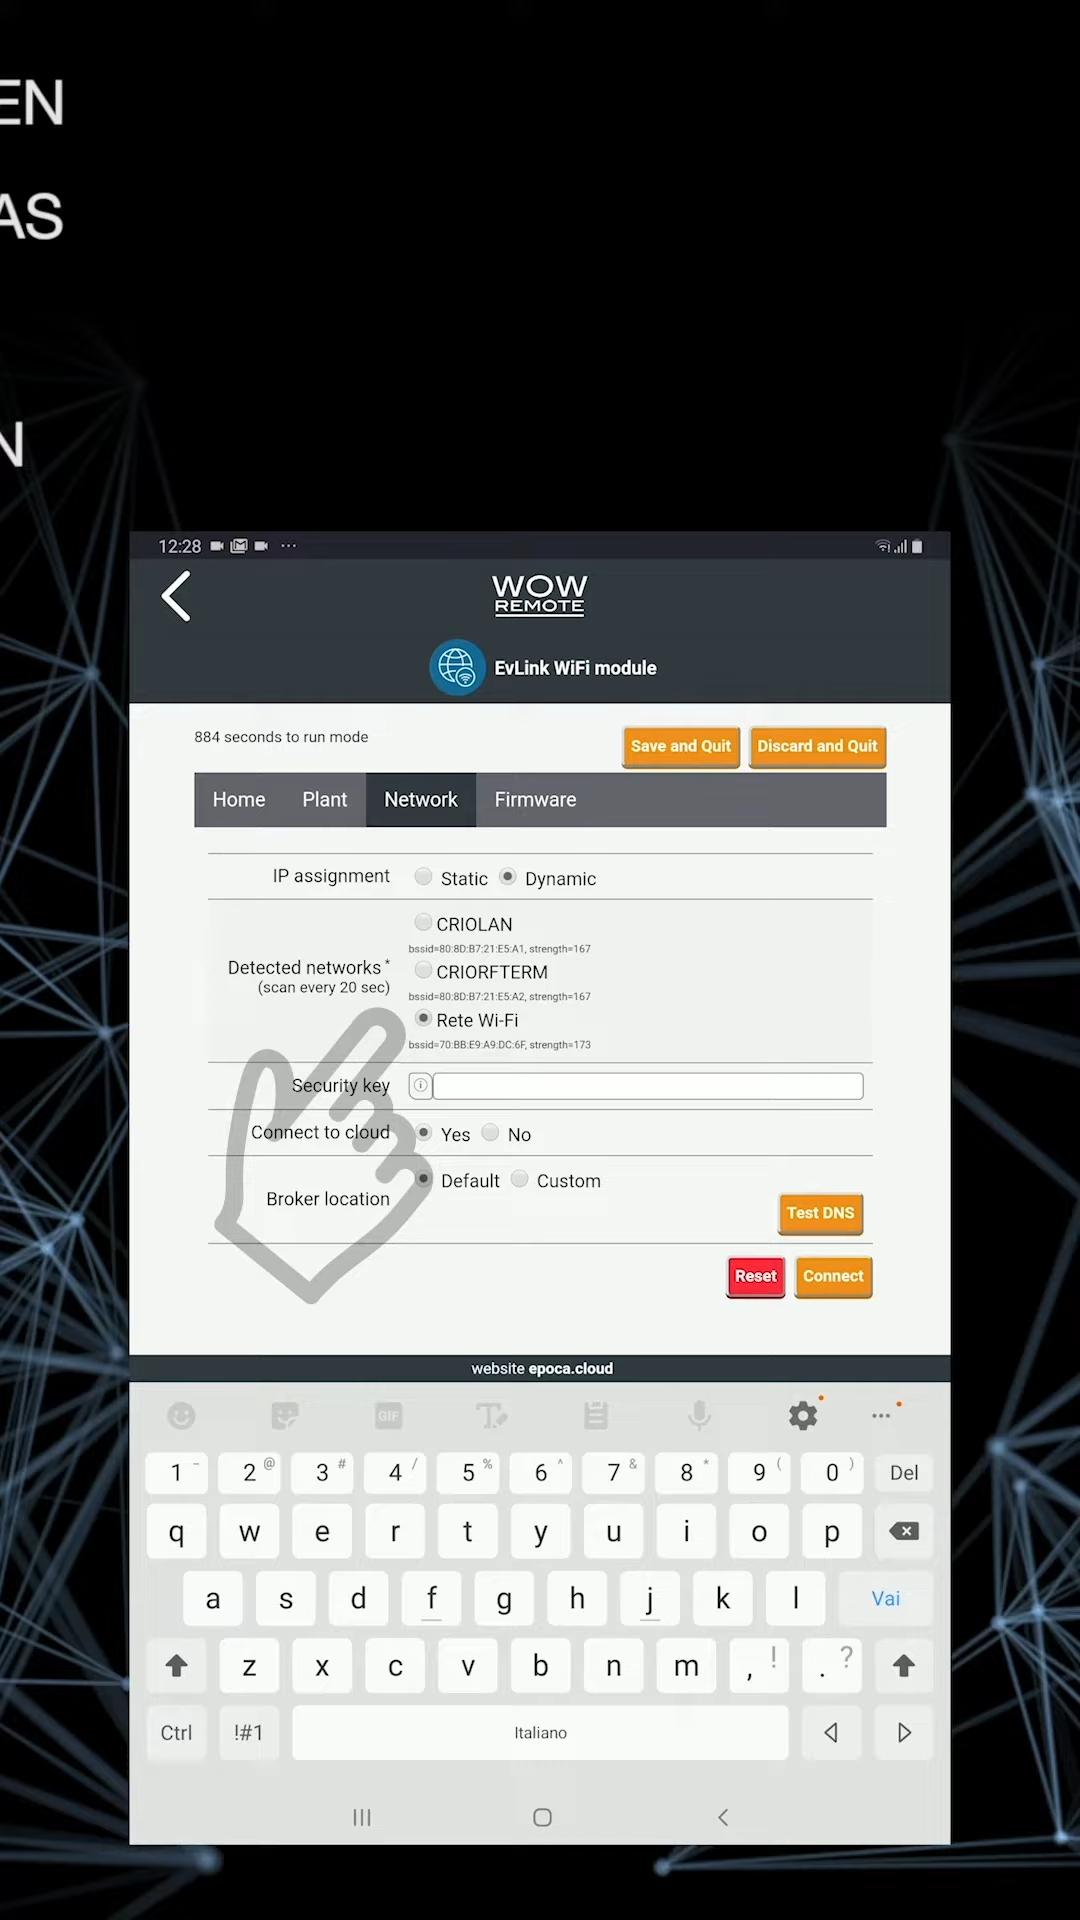 EN
AS
N
12:28
WOW
REMOTE
EvLink WiFi module
884 seconds to run mode
Save and Quit
Discard and Quit
Home
Plant
Network
Firmware
IP assignment
Static
Dynamic
Detected networks *
(scan every 20 sec)
CRIOLAN
bssid=80:8D:B7:21:E5:A1, strength=167
CRIORFTERM
bssid=80:8D:B7:21:E5:A2, strength=167
Rete Wi-Fi
bssid=70:BB:E9:A9:DC:6F, strength=173
Security key
Connect to cloud
Yes
No
Broker location
Default
Custom
Test DNS
Reset
Connect
website epoca.cloud
GIF
1 - 2 @ 3 # 4 / 5 % 6 ^ 7 & 8 * 9 ( 0 ) Del
q w e r t y u i o p
a s d f g h j k l Vai
z x c v b n m , ! . ?
Ctrl !#1 Italiano